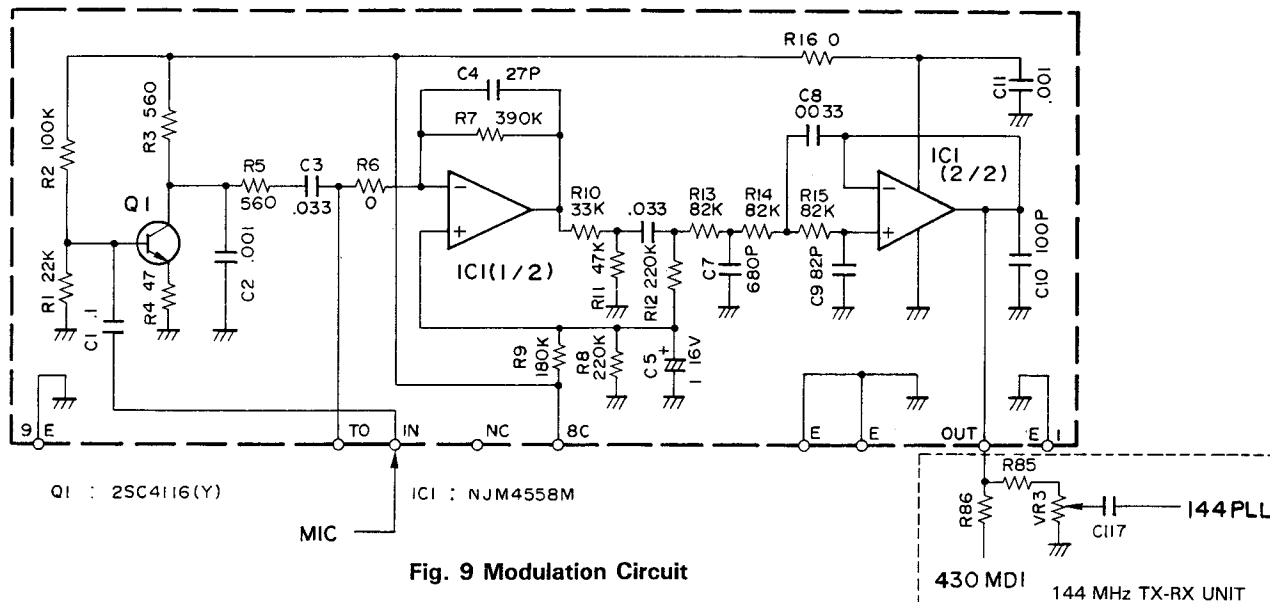 R16 0
C4 27P
C11 .001
C8
0033
R3 560
R7 390K
R2 100K
IC1
(2/2)
R5
560
C3
.033
R6
0
Q1
−
+
R10
33K
.033
R13
82K
R14
82K
R15
82K
−
+
C2 .001
IC1(1/2)
R11 47K
R12 220K
C7
680P
C9 82P
C10 100P
R1 22K
R4 47
C1 .1
R9
180K
R8
220K
C5 +
1 16V
9 E
TO
IN
NC
8C
E
E
OUT
E 1
Q1 : 2SC4116(Y)
IC1 : NJM4558M
R85
R86
VR3
C117
144PLL
MIC
Fig. 9 Modulation Circuit
430 MD1
144 MHz TX-RX UNIT